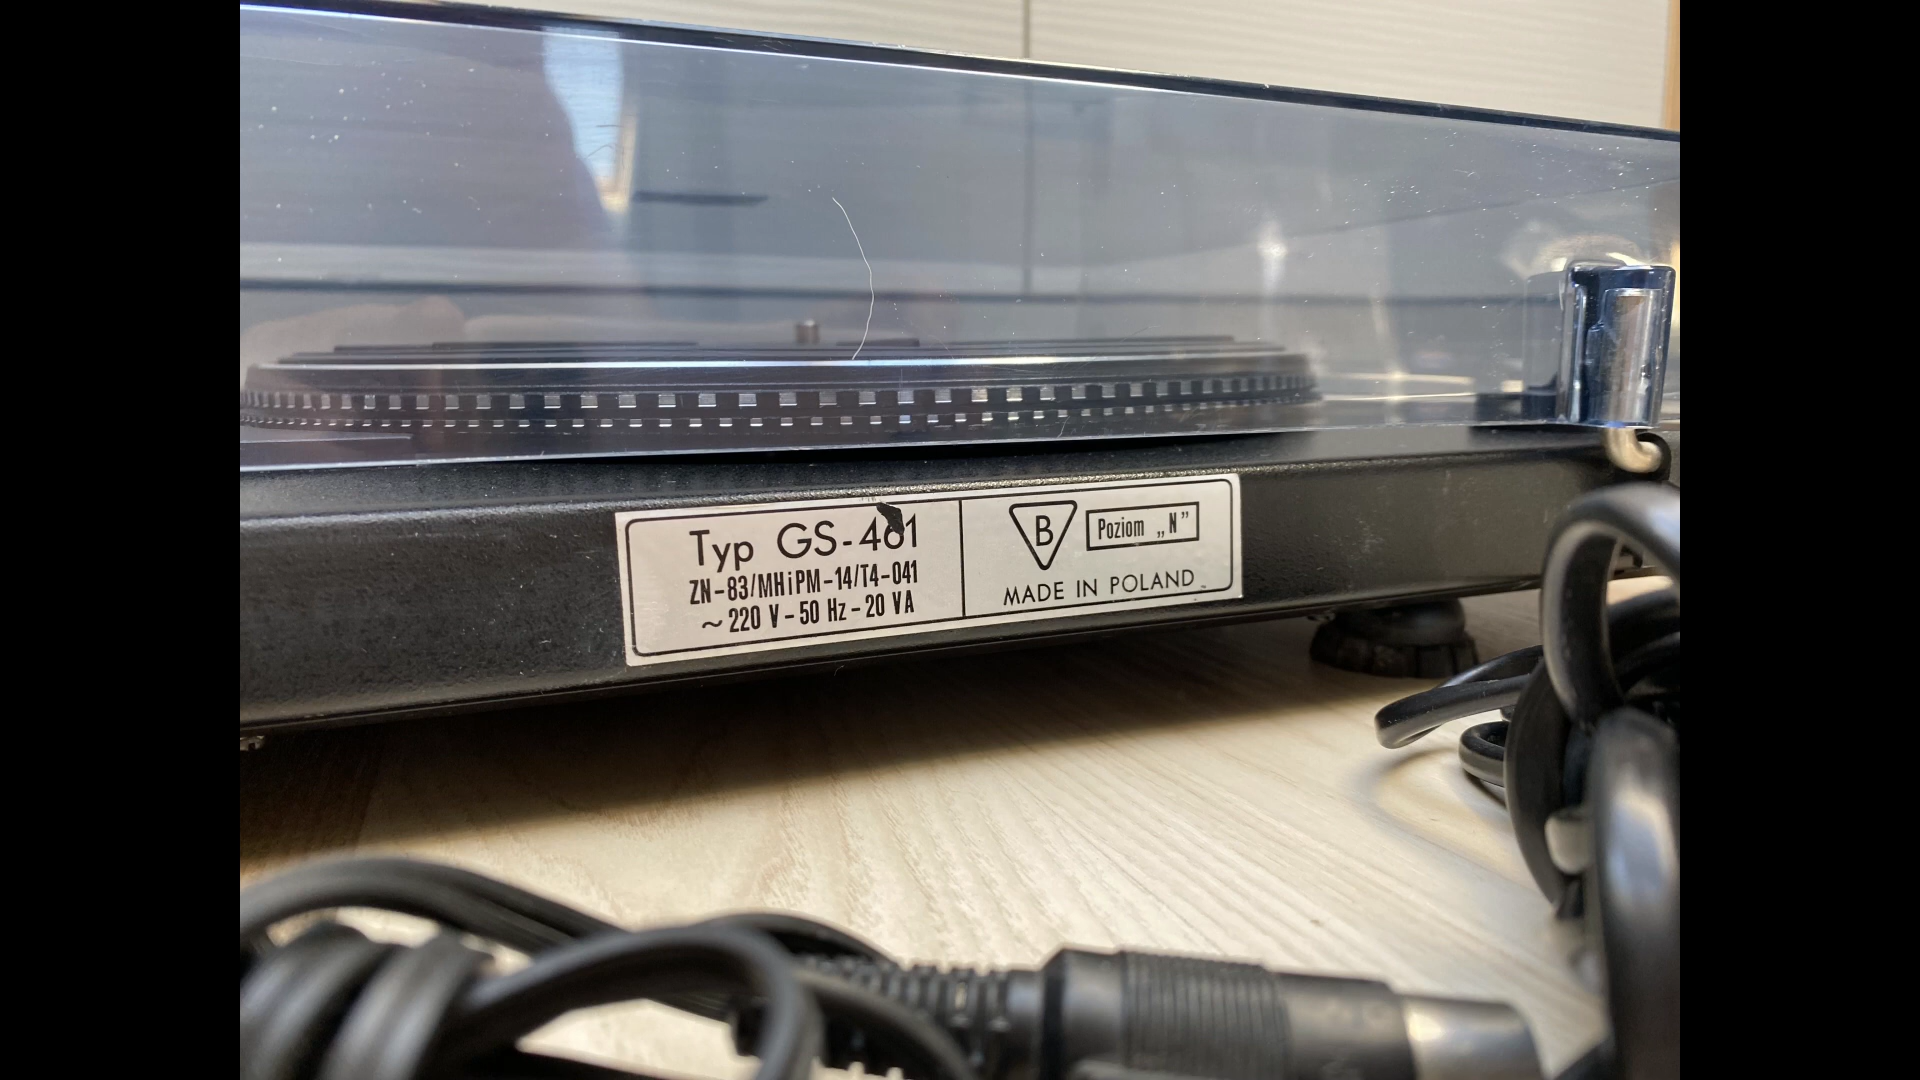 Typ GS-461
ZN-83/MHiPM-14/T4-041
~ 220 V - 50 Hz - 20 VA
B
Poziom „N”
MADE IN POLAND